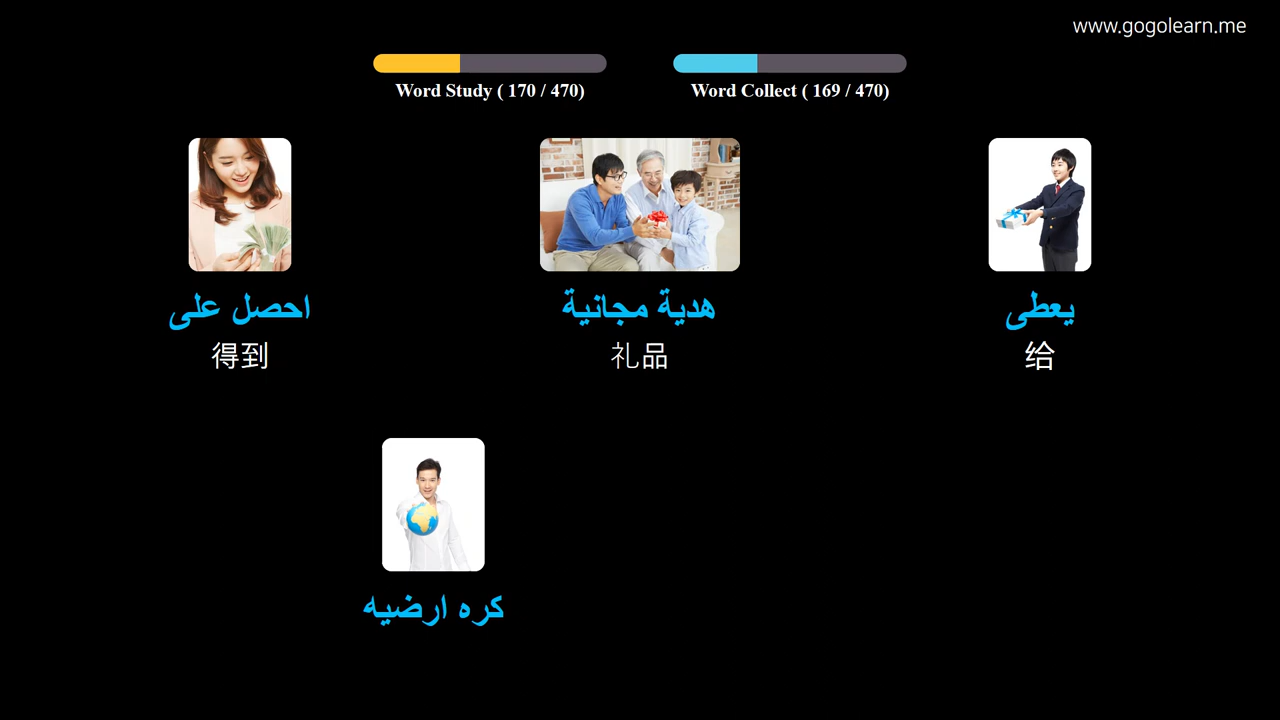 www.gogolearn.me
Word Study ( 170 / 470)
Word Collect ( 169 / 470)
احصل على
هدية مجانية
يعطى
得到
礼品
给
كره ارضيه